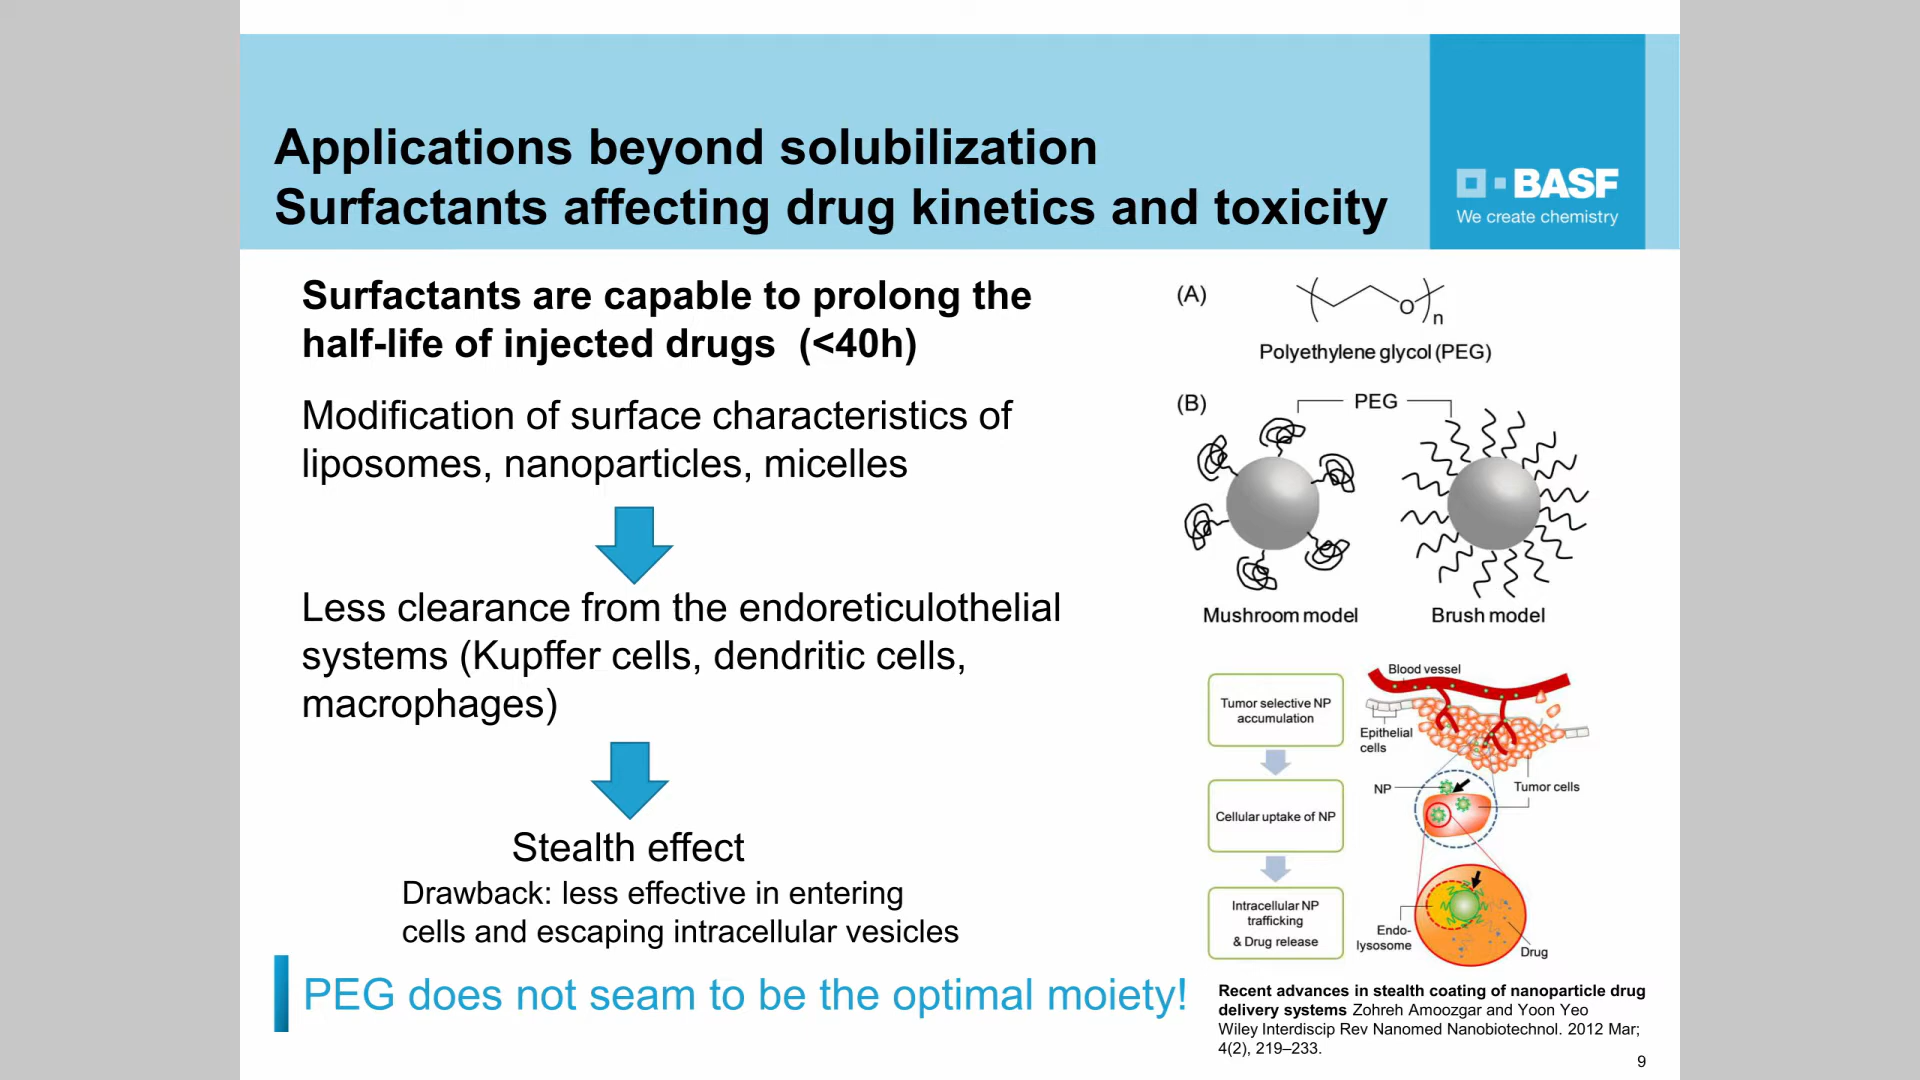 Applications beyond solubilization
Surfactants affecting drug kinetics and toxicity
BASF
We create chemistry
Surfactants are capable to prolong the
half-life of injected drugs (<40h)
Modification of surface characteristics of
liposomes, nanoparticles, micelles
Less clearance from the endoreticulothelial
systems (Kupffer cells, dendritic cells,
macrophages)
Stealth effect
Drawback: less effective in entering
cells and escaping intracellular vesicles
PEG does not seam to be the optimal moiety!
(A)
O
n
Polyethylene glycol (PEG)
(B)
PEG
Mushroom model
Brush model
Tumor selective NP
accumulation
Cellular uptake of NP
Intracellular NP
trafficking
& Drug release
Blood vessel
Epithelial
cells
NP
Tumor cells
Endo-
lysosome
Drug
Recent advances in stealth coating of nanoparticle drug
delivery systems Zohreh Amoozgar and Yoon Yeo
Wiley Interdiscip Rev Nanomed Nanobiotechnol. 2012 Mar;
4(2), 219–233.
9